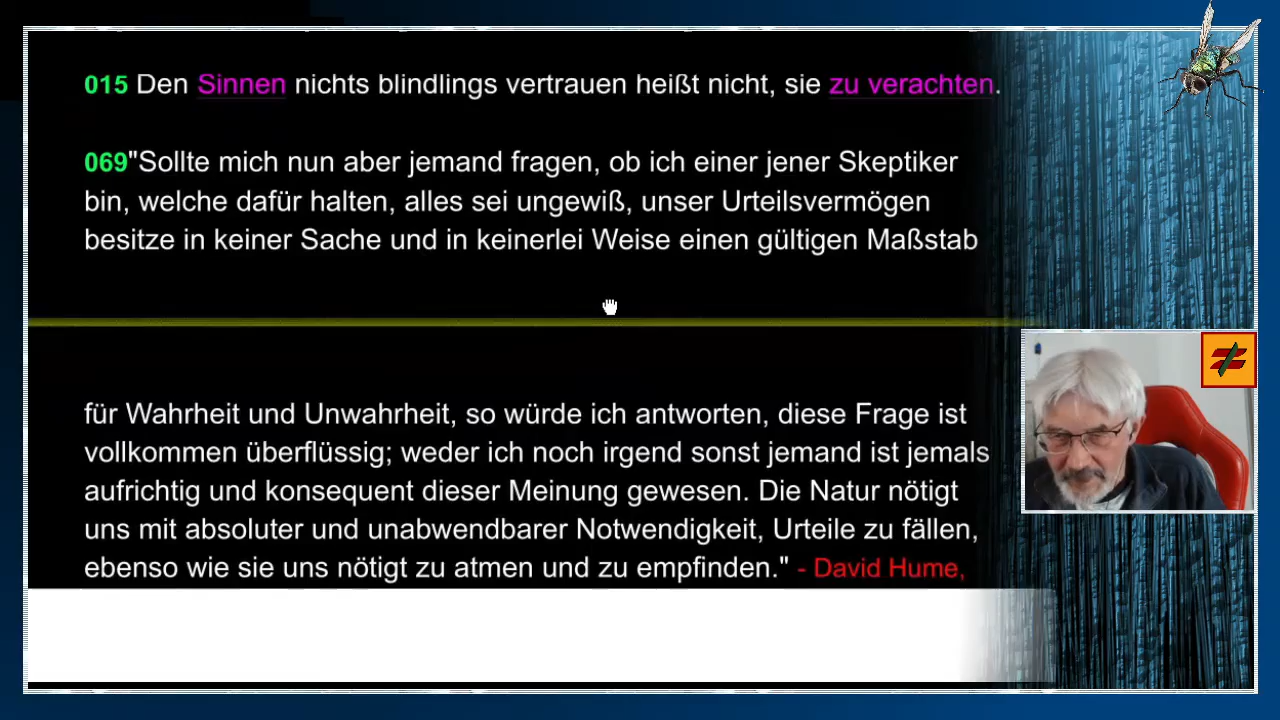 015 Den Sinnen nichts blindlings vertrauen heißt nicht, sie zu verachten.
069"Sollte mich nun aber jemand fragen, ob ich einer jener Skeptiker
bin, welche dafür halten, alles sei ungewiß, unser Urteilsvermögen
besitze in keiner Sache und in keinerlei Weise einen gültigen Maßstab
für Wahrheit und Unwahrheit, so würde ich antworten, diese Frage ist
vollkommen überflüssig; weder ich noch irgend sonst jemand ist jemals
aufrichtig und konsequent dieser Meinung gewesen. Die Natur nötigt
uns mit absoluter und unabwendbarer Notwendigkeit, Urteile zu fällen,
ebenso wie sie uns nötigt zu atmen und zu empfinden." - David Hume,